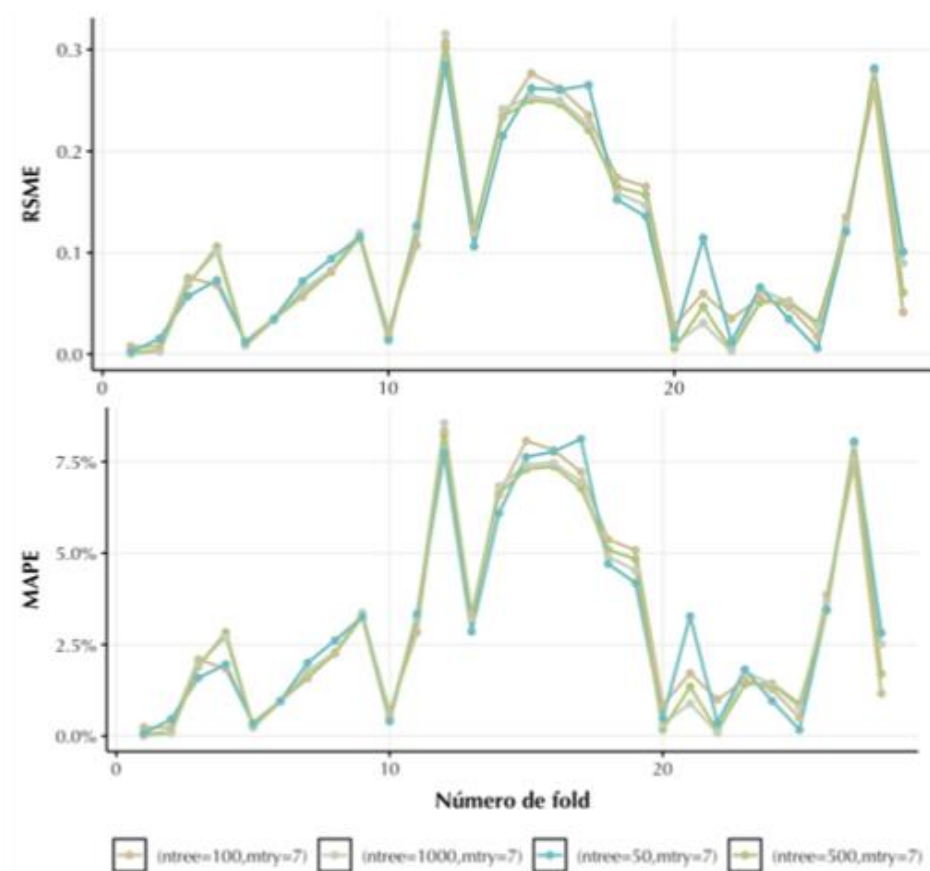 0.3
0.2
RSME
0.1
0.0
0 10 20
7.5%
5.0%
MAPE
2.5%
0.0%
0 10 20
Número de fold
(ntree=100,mtry=7) (ntree=1000,mtry=7) (ntree=50,mtry=7) (ntree=500,mtry=7)